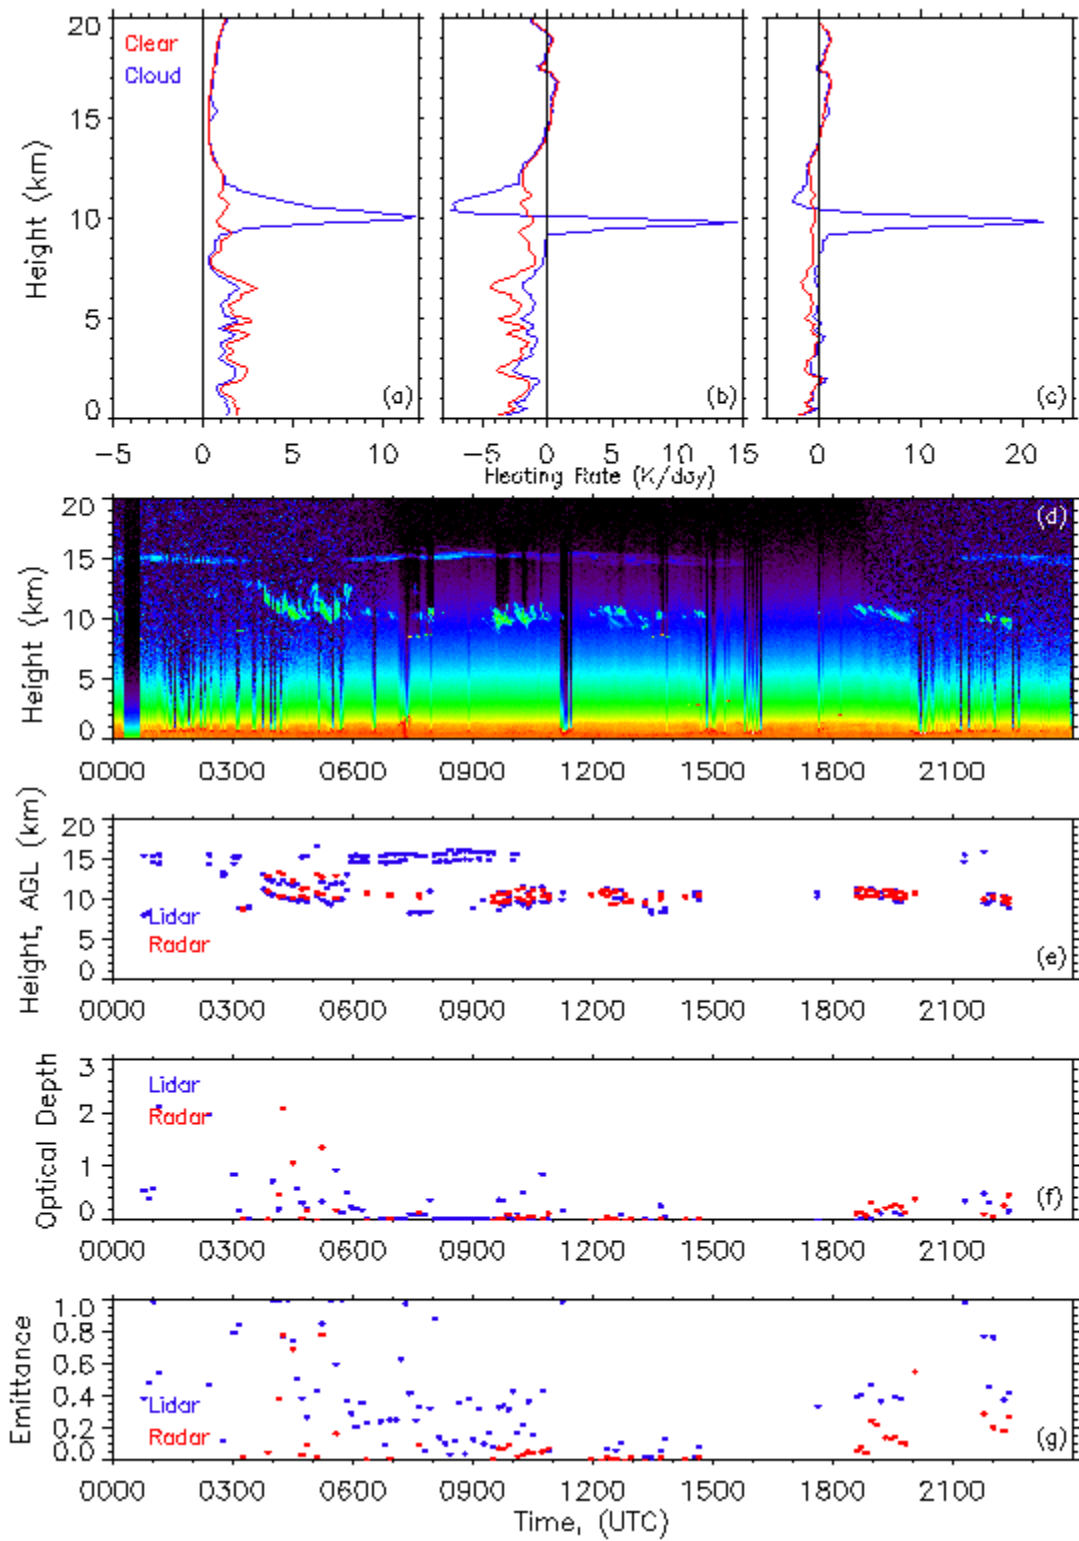 20
15
10
5
0
Height (km)
Clear
Cloud
(a)
(b)
(c)
-5 0 5 10
-5 0 5 10 15
0 10 20
Heating Rate (K/day)
20
15
10
5
0
Height (km)
(d)
0000 0300 0600 0900 1200 1500 1800 2100
20
15
10
5
0
Height, AGL (km)
Lidar
Radar
(e)
0000 0300 0600 0900 1200 1500 1800 2100
3
2
1
0
Optical Depth
Lidar
Radar
(f)
0000 0300 0600 0900 1200 1500 1800 2100
1.0
0.8
0.6
0.4
0.2
0.0
Emittance
Lidar
Radar
(g)
0000 0300 0600 0900 1200 1500 1800 2100
Time, (UTC)